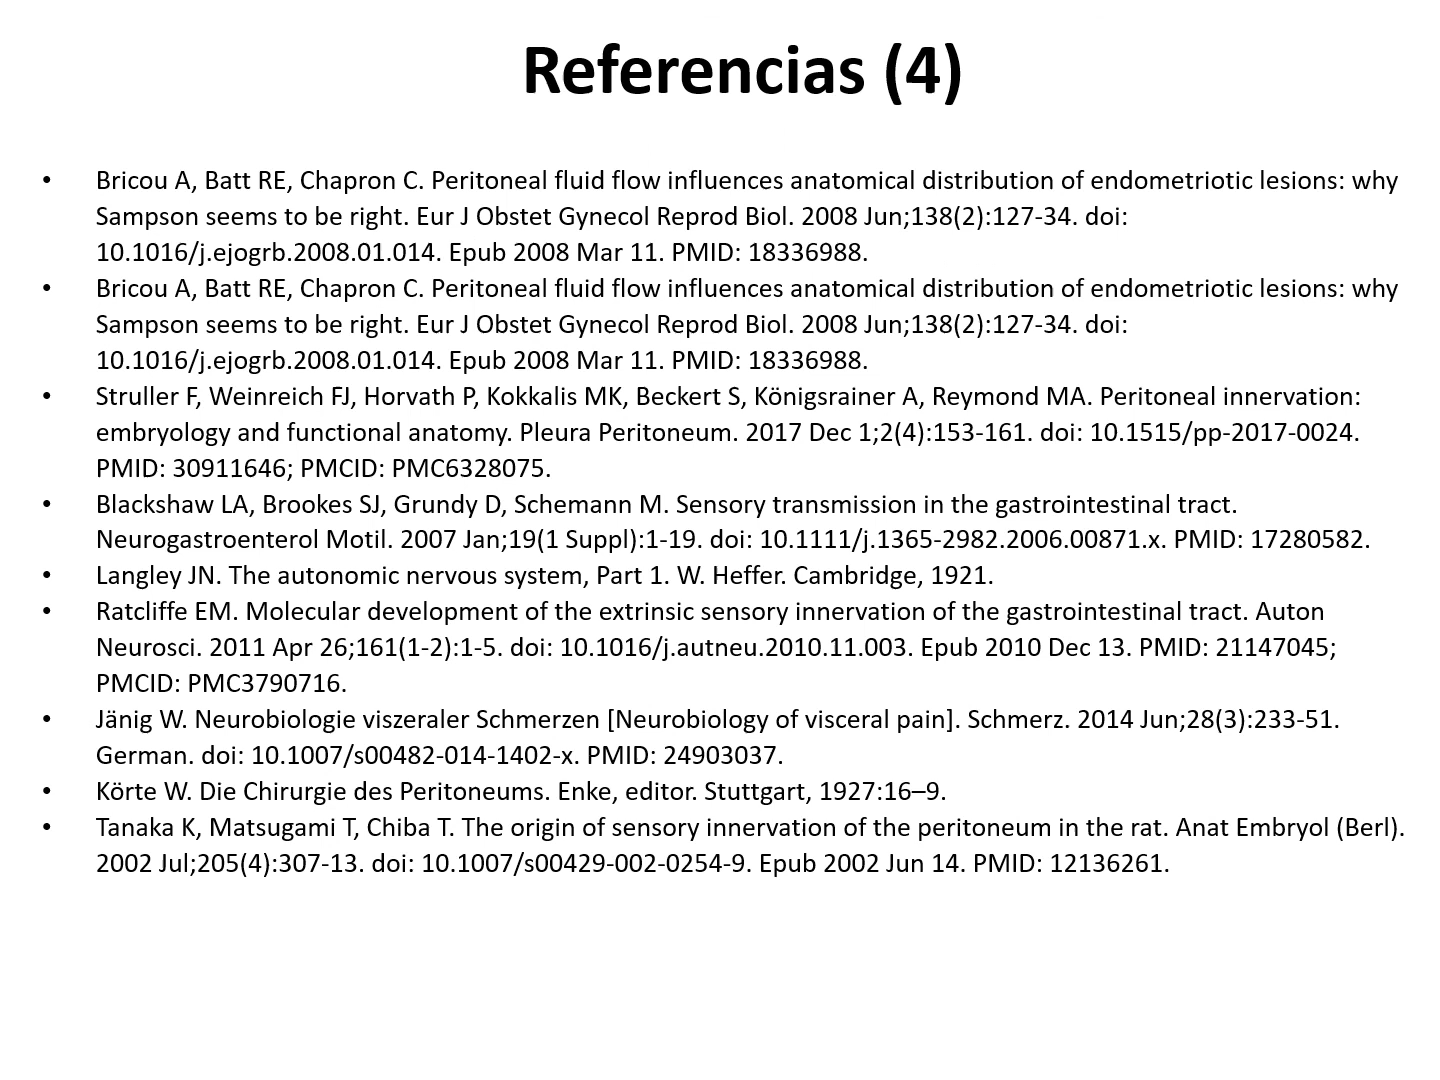 Referencias (4)
• Bricou A, Batt RE, Chapron C. Peritoneal fluid flow influences anatomical distribution of endometriotic lesions: why
Sampson seems to be right. Eur J Obstet Gynecol Reprod Biol. 2008 Jun;138(2):127-34. doi:
10.1016/j.ejogrb.2008.01.014. Epub 2008 Mar 11. PMID: 18336988.
• Bricou A, Batt RE, Chapron C. Peritoneal fluid flow influences anatomical distribution of endometriotic lesions: why
Sampson seems to be right. Eur J Obstet Gynecol Reprod Biol. 2008 Jun;138(2):127-34. doi:
10.1016/j.ejogrb.2008.01.014. Epub 2008 Mar 11. PMID: 18336988.
• Struller F, Weinreich FJ, Horvath P, Kokkalis MK, Beckert S, Königsrainer A, Reymond MA. Peritoneal innervation:
embryology and functional anatomy. Pleura Peritoneum. 2017 Dec 1;2(4):153-161. doi: 10.1515/pp-2017-0024.
PMID: 30911646; PMCID: PMC6328075.
• Blackshaw LA, Brookes SJ, Grundy D, Schemann M. Sensory transmission in the gastrointestinal tract.
Neurogastroenterol Motil. 2007 Jan;19(1 Suppl):1-19. doi: 10.1111/j.1365-2982.2006.00871.x. PMID: 17280582.
• Langley JN. The autonomic nervous system, Part 1. W. Heffer. Cambridge, 1921.
• Ratcliffe EM. Molecular development of the extrinsic sensory innervation of the gastrointestinal tract. Auton
Neurosci. 2011 Apr 26;161(1-2):1-5. doi: 10.1016/j.autneu.2010.11.003. Epub 2010 Dec 13. PMID: 21147045;
PMCID: PMC3790716.
• Jänig W. Neurobiologie viszeraler Schmerzen [Neurobiology of visceral pain]. Schmerz. 2014 Jun;28(3):233-51.
German. doi: 10.1007/s00482-014-1402-x. PMID: 24903037.
• Körte W. Die Chirurgie des Peritoneums. Enke, editor. Stuttgart, 1927:16–9.
• Tanaka K, Matsugami T, Chiba T. The origin of sensory innervation of the peritoneum in the rat. Anat Embryol (Berl).
2002 Jul;205(4):307-13. doi: 10.1007/s00429-002-0254-9. Epub 2002 Jun 14. PMID: 12136261.